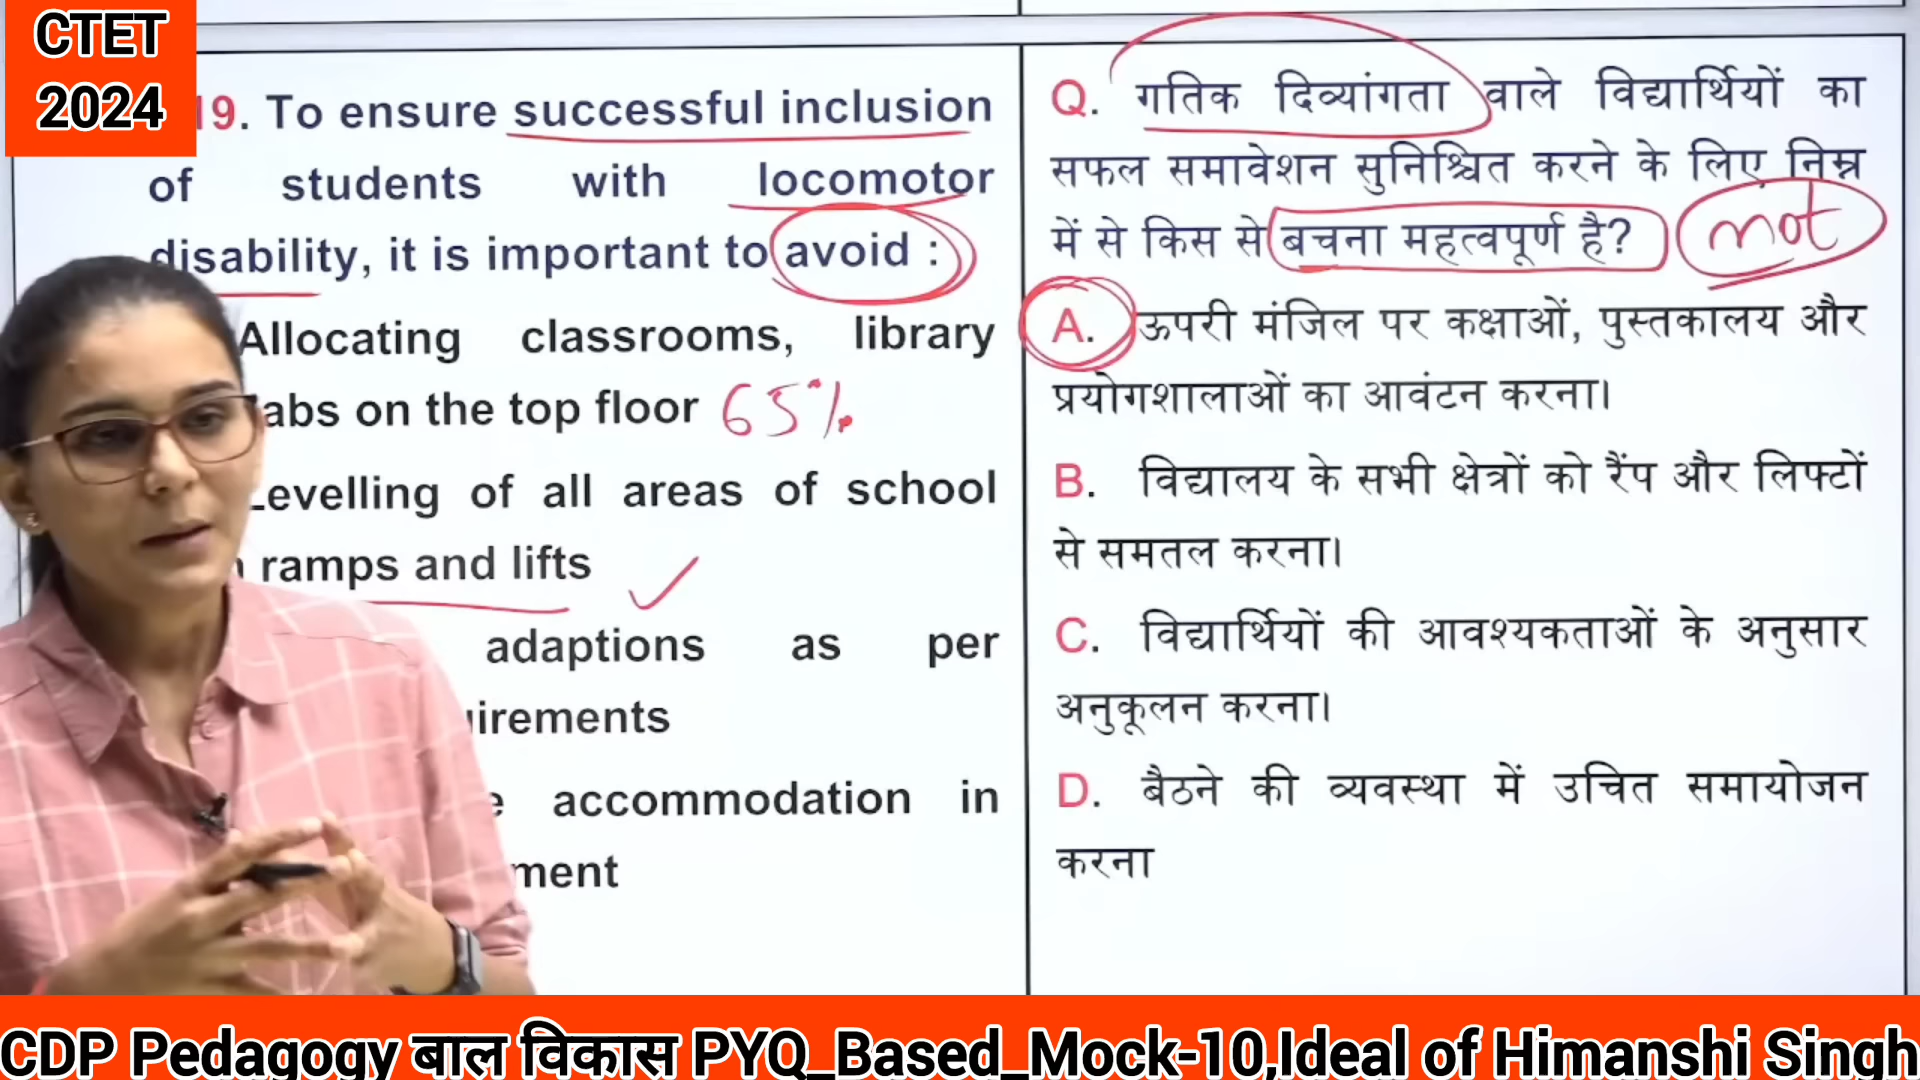 CTET
2024
19. To ensure successful inclusion
of students with locomotor
disability, it is important to avoid :
Allocating classrooms, library
labs on the top floor 65%
Levelling of all areas of school
ramps and lifts
adaptions as per
accommodation in
Q. गतिक दिव्यांगता वाले विद्यार्थियों का
सफल समावेशन सुनिश्चित करने के लिए निम्न
में से किस से बचना महत्वपूर्ण है? not
A. ऊपरी मंजिल पर कक्षाओं, पुस्तकालय और
प्रयोगशालाओं का आवंटन करना।
B. विद्यालय के सभी क्षेत्रों को रैंप और लिफ्टों
से समतल करना।
C. विद्यार्थियों की आवश्यकताओं के अनुसार
अनुकूलन करना।
D. बैठने की व्यवस्था में उचित समायोजन
करना
CDP Pedagogy बाल विकास PYQ_Based_Mock-10,Ideal of Himanshi Singh